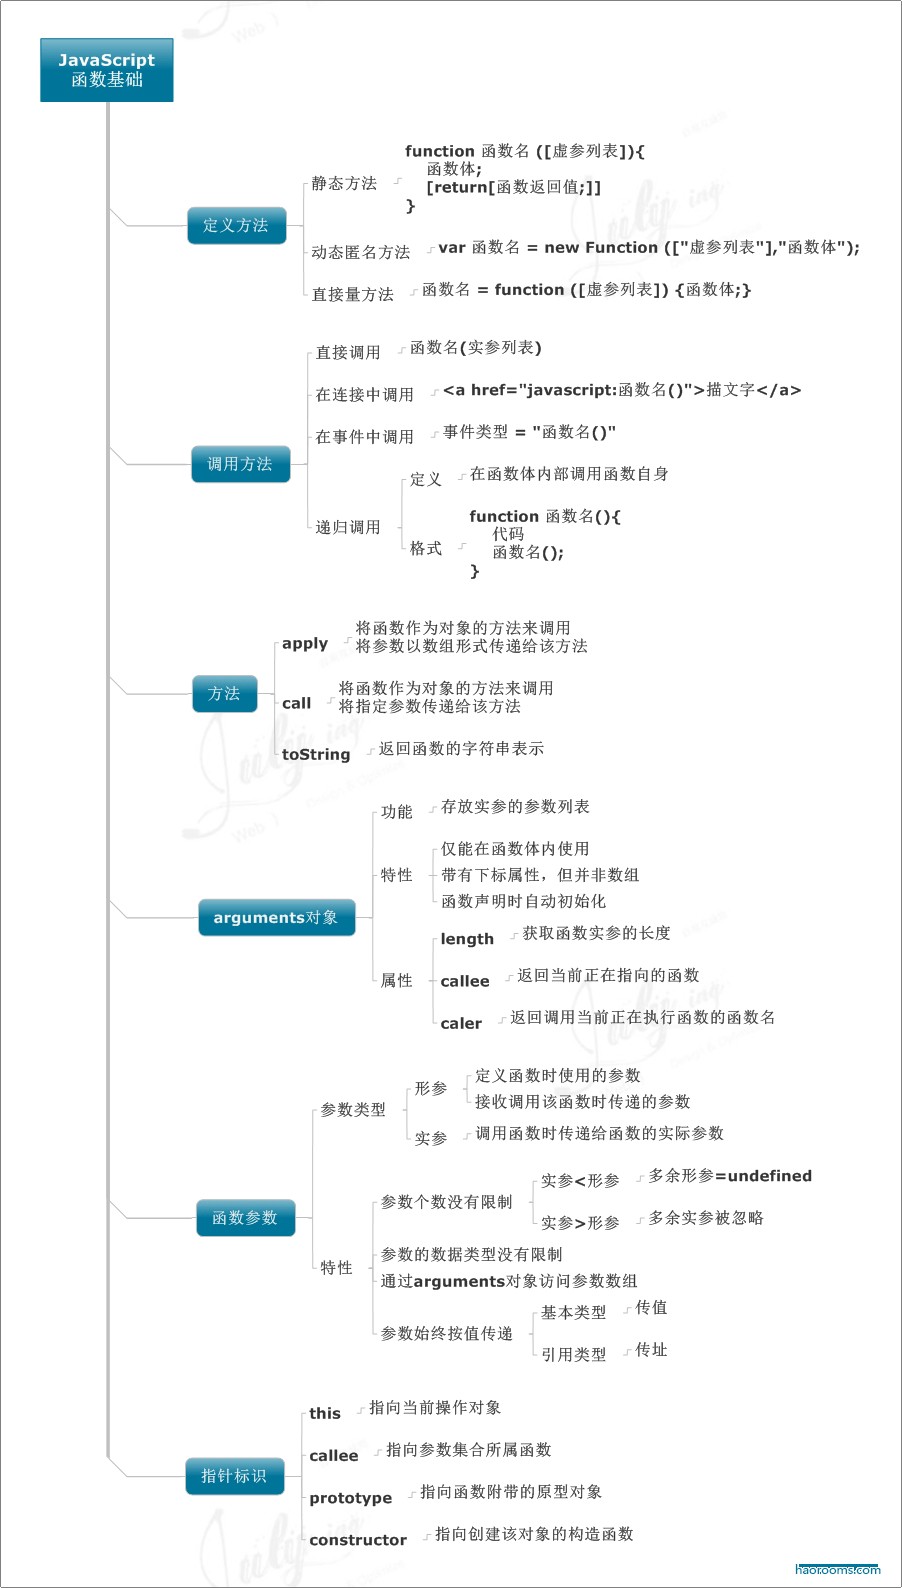 JavaScript
函数基础
定义方法
静态方法
function 函数名 ([虚参列表]){
函数体;
[return[函数返回值;]]
}
动态匿名方法
var 函数名 = new Function (["虚参列表"],"函数体");
直接量方法
函数名 = function ([虚参列表]) {函数体;}
调用方法
直接调用
函数名(实参列表)
在连接中调用
<a href="javascript:函数名()">描文字</a>
在事件中调用
事件类型 = "函数名()"
递归调用
定义
在函数体内部调用函数自身
格式
function 函数名(){
代码
函数名();
}
方法
apply
将函数作为对象的方法来调用
将参数以数组形式传递给该方法
call
将函数作为对象的方法来调用
将指定参数传递给该方法
toString
返回函数的字符串表示
arguments对象
功能
存放实参的参数列表
特性
仅能在函数体内使用
带有下标属性，但并非数组
函数声明时自动初始化
属性
length
获取函数实参的长度
callee
返回当前正在指向的函数
caler
返回调用当前正在执行函数的函数名
函数参数
参数类型
形参
定义函数时使用的参数
接收调用该函数时传递的参数
实参
调用函数时传递给函数的实际参数
特性
参数个数没有限制
实参<形参
多余形参=undefined
实参>形参
多余实参被忽略
参数的数据类型没有限制
通过arguments对象访问参数数组
参数始终按值传递
基本类型
传值
引用类型
传址
指针标识
this
指向当前操作对象
callee
指向参数集合所属函数
prototype
指向函数附带的原型对象
constructor
指向创建该对象的构造函数
haorooms.com